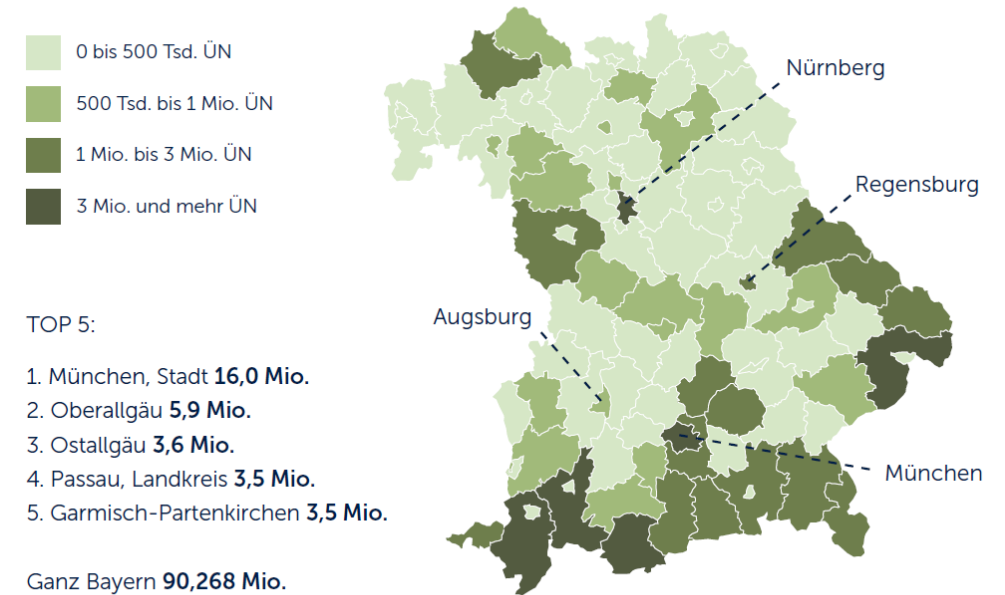 0 bis 500 Tsd. ÜN
500 Tsd. bis 1 Mio. ÜN
1 Mio. bis 3 Mio. ÜN
3 Mio. und mehr ÜN
TOP 5:
1. München, Stadt 16,0 Mio.
2. Oberallgäu 5,9 Mio.
3. Ostallgäu 3,6 Mio.
4. Passau, Landkreis 3,5 Mio.
5. Garmisch-Partenkirchen 3,5 Mio.
Ganz Bayern 90,268 Mio.
Nürnberg
Regensburg
Augsburg
München